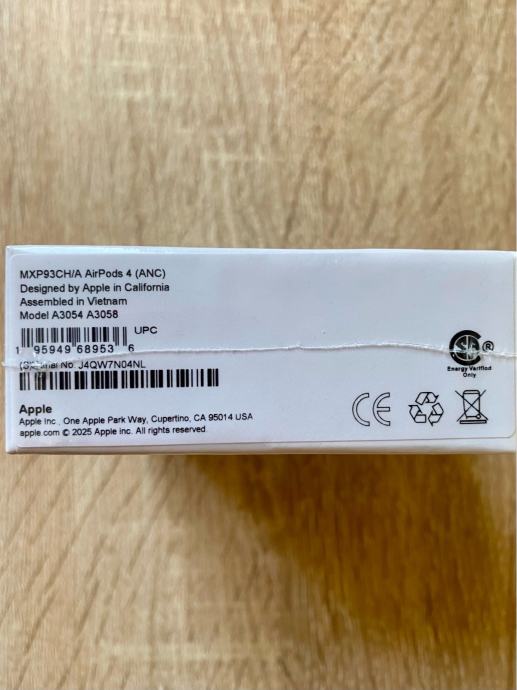 MXP93CH/A AirPods 4 (ANC)
Designed by Apple in California
Assembled in Vietnam
Model A3054 A3058
UPC
1 95949 68953 6
(S) Serial No. J4QW7N04NL
Apple
Apple Inc., One Apple Park Way, Cupertino, CA 95014 USA
apple.com © 2025 Apple Inc. All rights reserved.
SA ®
Energy Verified
Only
CE